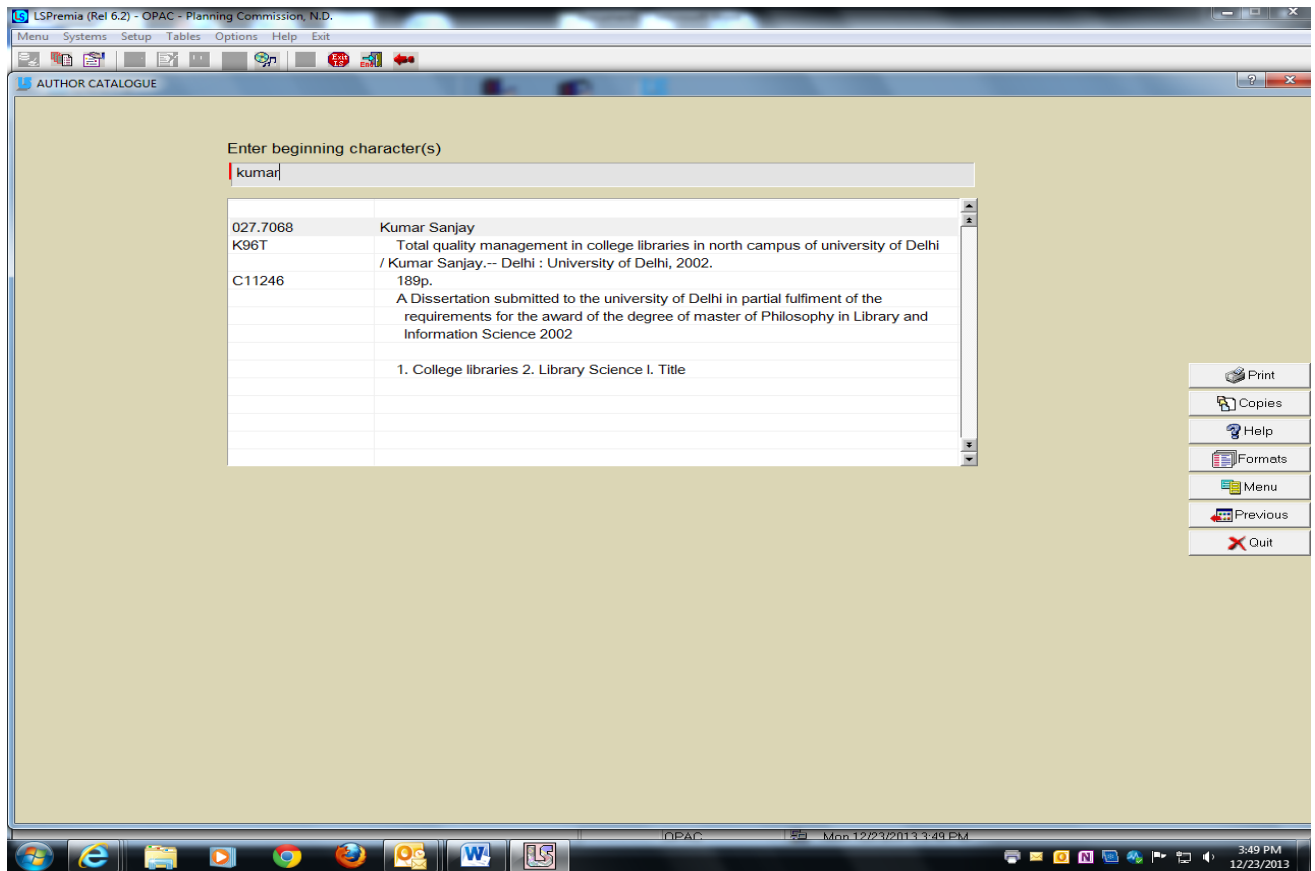 LSPremia (Rel 6.2) - OPAC - Planning Commission, N.D.
Menu Systems Setup Tables Options Help Exit
AUTHOR CATALOGUE
Enter beginning character(s)
kumar
027.7068 Kumar Sanjay
K96T Total quality management in college libraries in north campus of university of Delhi
/ Kumar Sanjay.-- Delhi : University of Delhi, 2002.
C11246 189p.
A Dissertation submitted to the university of Delhi in partial fulfiment of the
requirements for the award of the degree of master of Philosophy in Library and
Information Science 2002
1. College libraries 2. Library Science I. Title
Print
Copies
Help
Formats
Menu
Previous
Quit
OPAC Mon 12/23/2013 3:49 PM
3:49 PM
12/23/2013